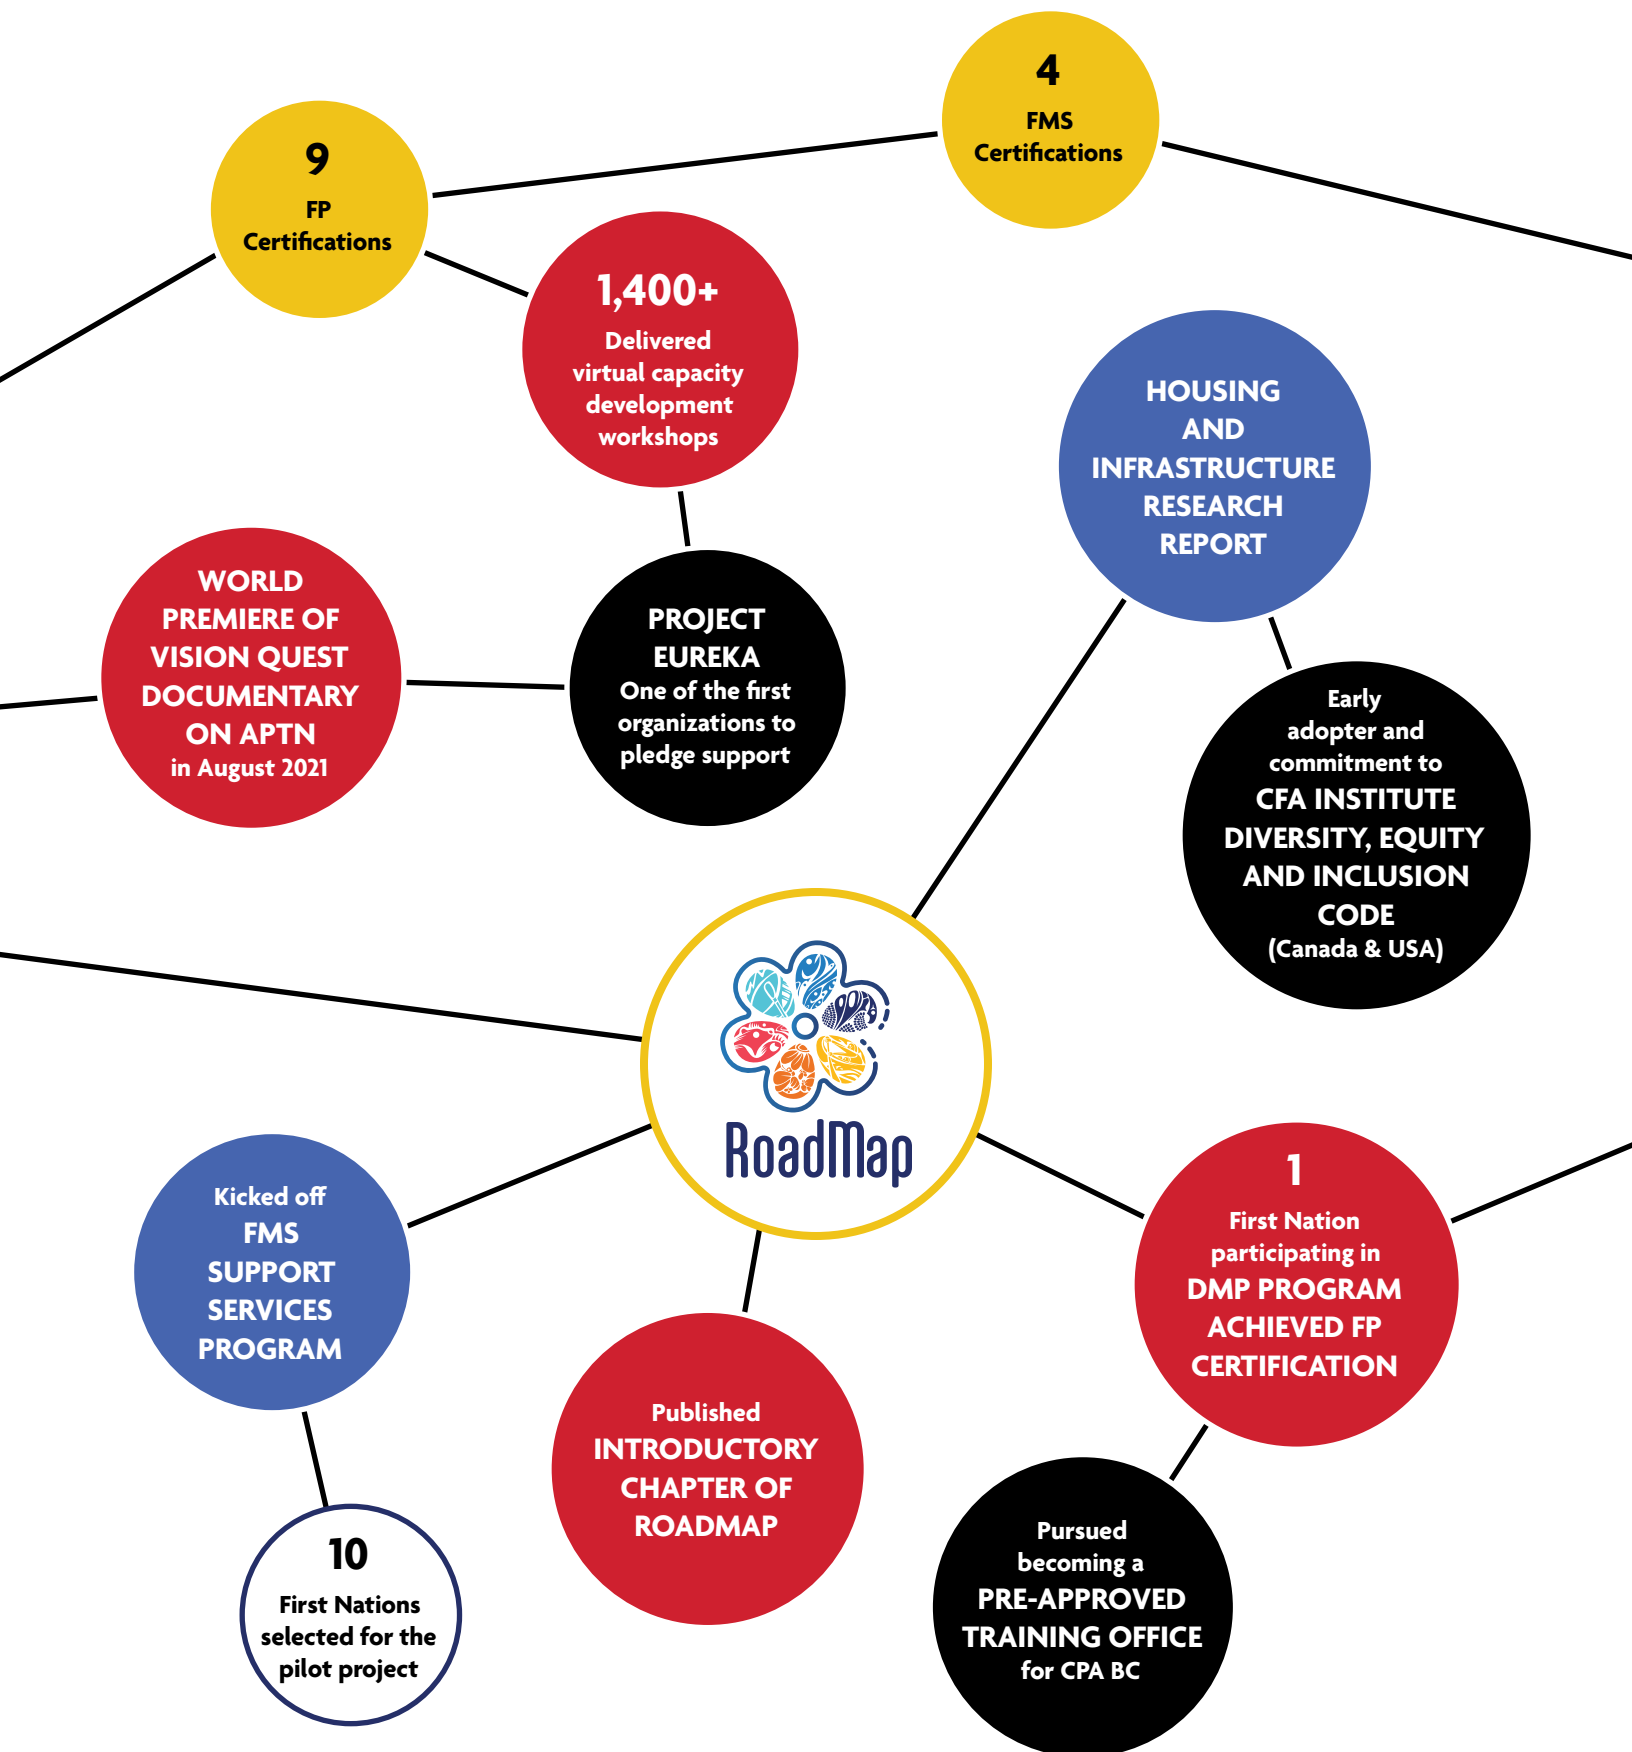 4
FMS
Certifications
9
FP
Certifications
1,400+
Delivered
virtual capacity
development
workshops
HOUSING
AND
INFRASTRUCTURE
RESEARCH
REPORT
WORLD
PREMIERE OF
VISION QUEST
DOCUMENTARY
ON APTN
in August 2021
PROJECT
EUREKA
One of the first
organizations to
pledge support
Early
adopter and
commitment to
CFA INSTITUTE
DIVERSITY, EQUITY
AND INCLUSION
CODE
(Canada & USA)
RoadMap
Kicked off
FMS
SUPPORT
SERVICES
PROGRAM
1
First Nation
participating in
DMP PROGRAM
ACHIEVED FP
CERTIFICATION
Published
INTRODUCTORY
CHAPTER OF
ROADMAP
10
First Nations
selected for the
pilot project
Pursued
becoming a
PRE-APPROVED
TRAINING OFFICE
for CPA BC